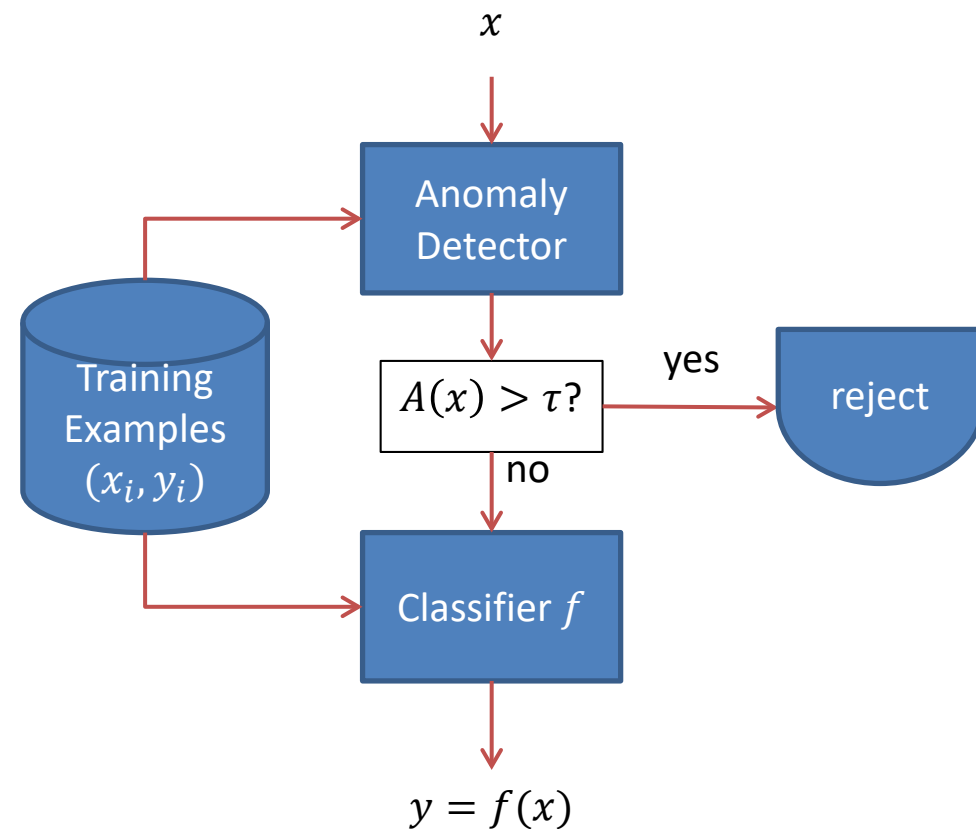 x
Anomaly
Detector
Training
Examples
(x_i, y_i)
A(x) > τ?
yes
reject
no
Classifier f
y = f(x)